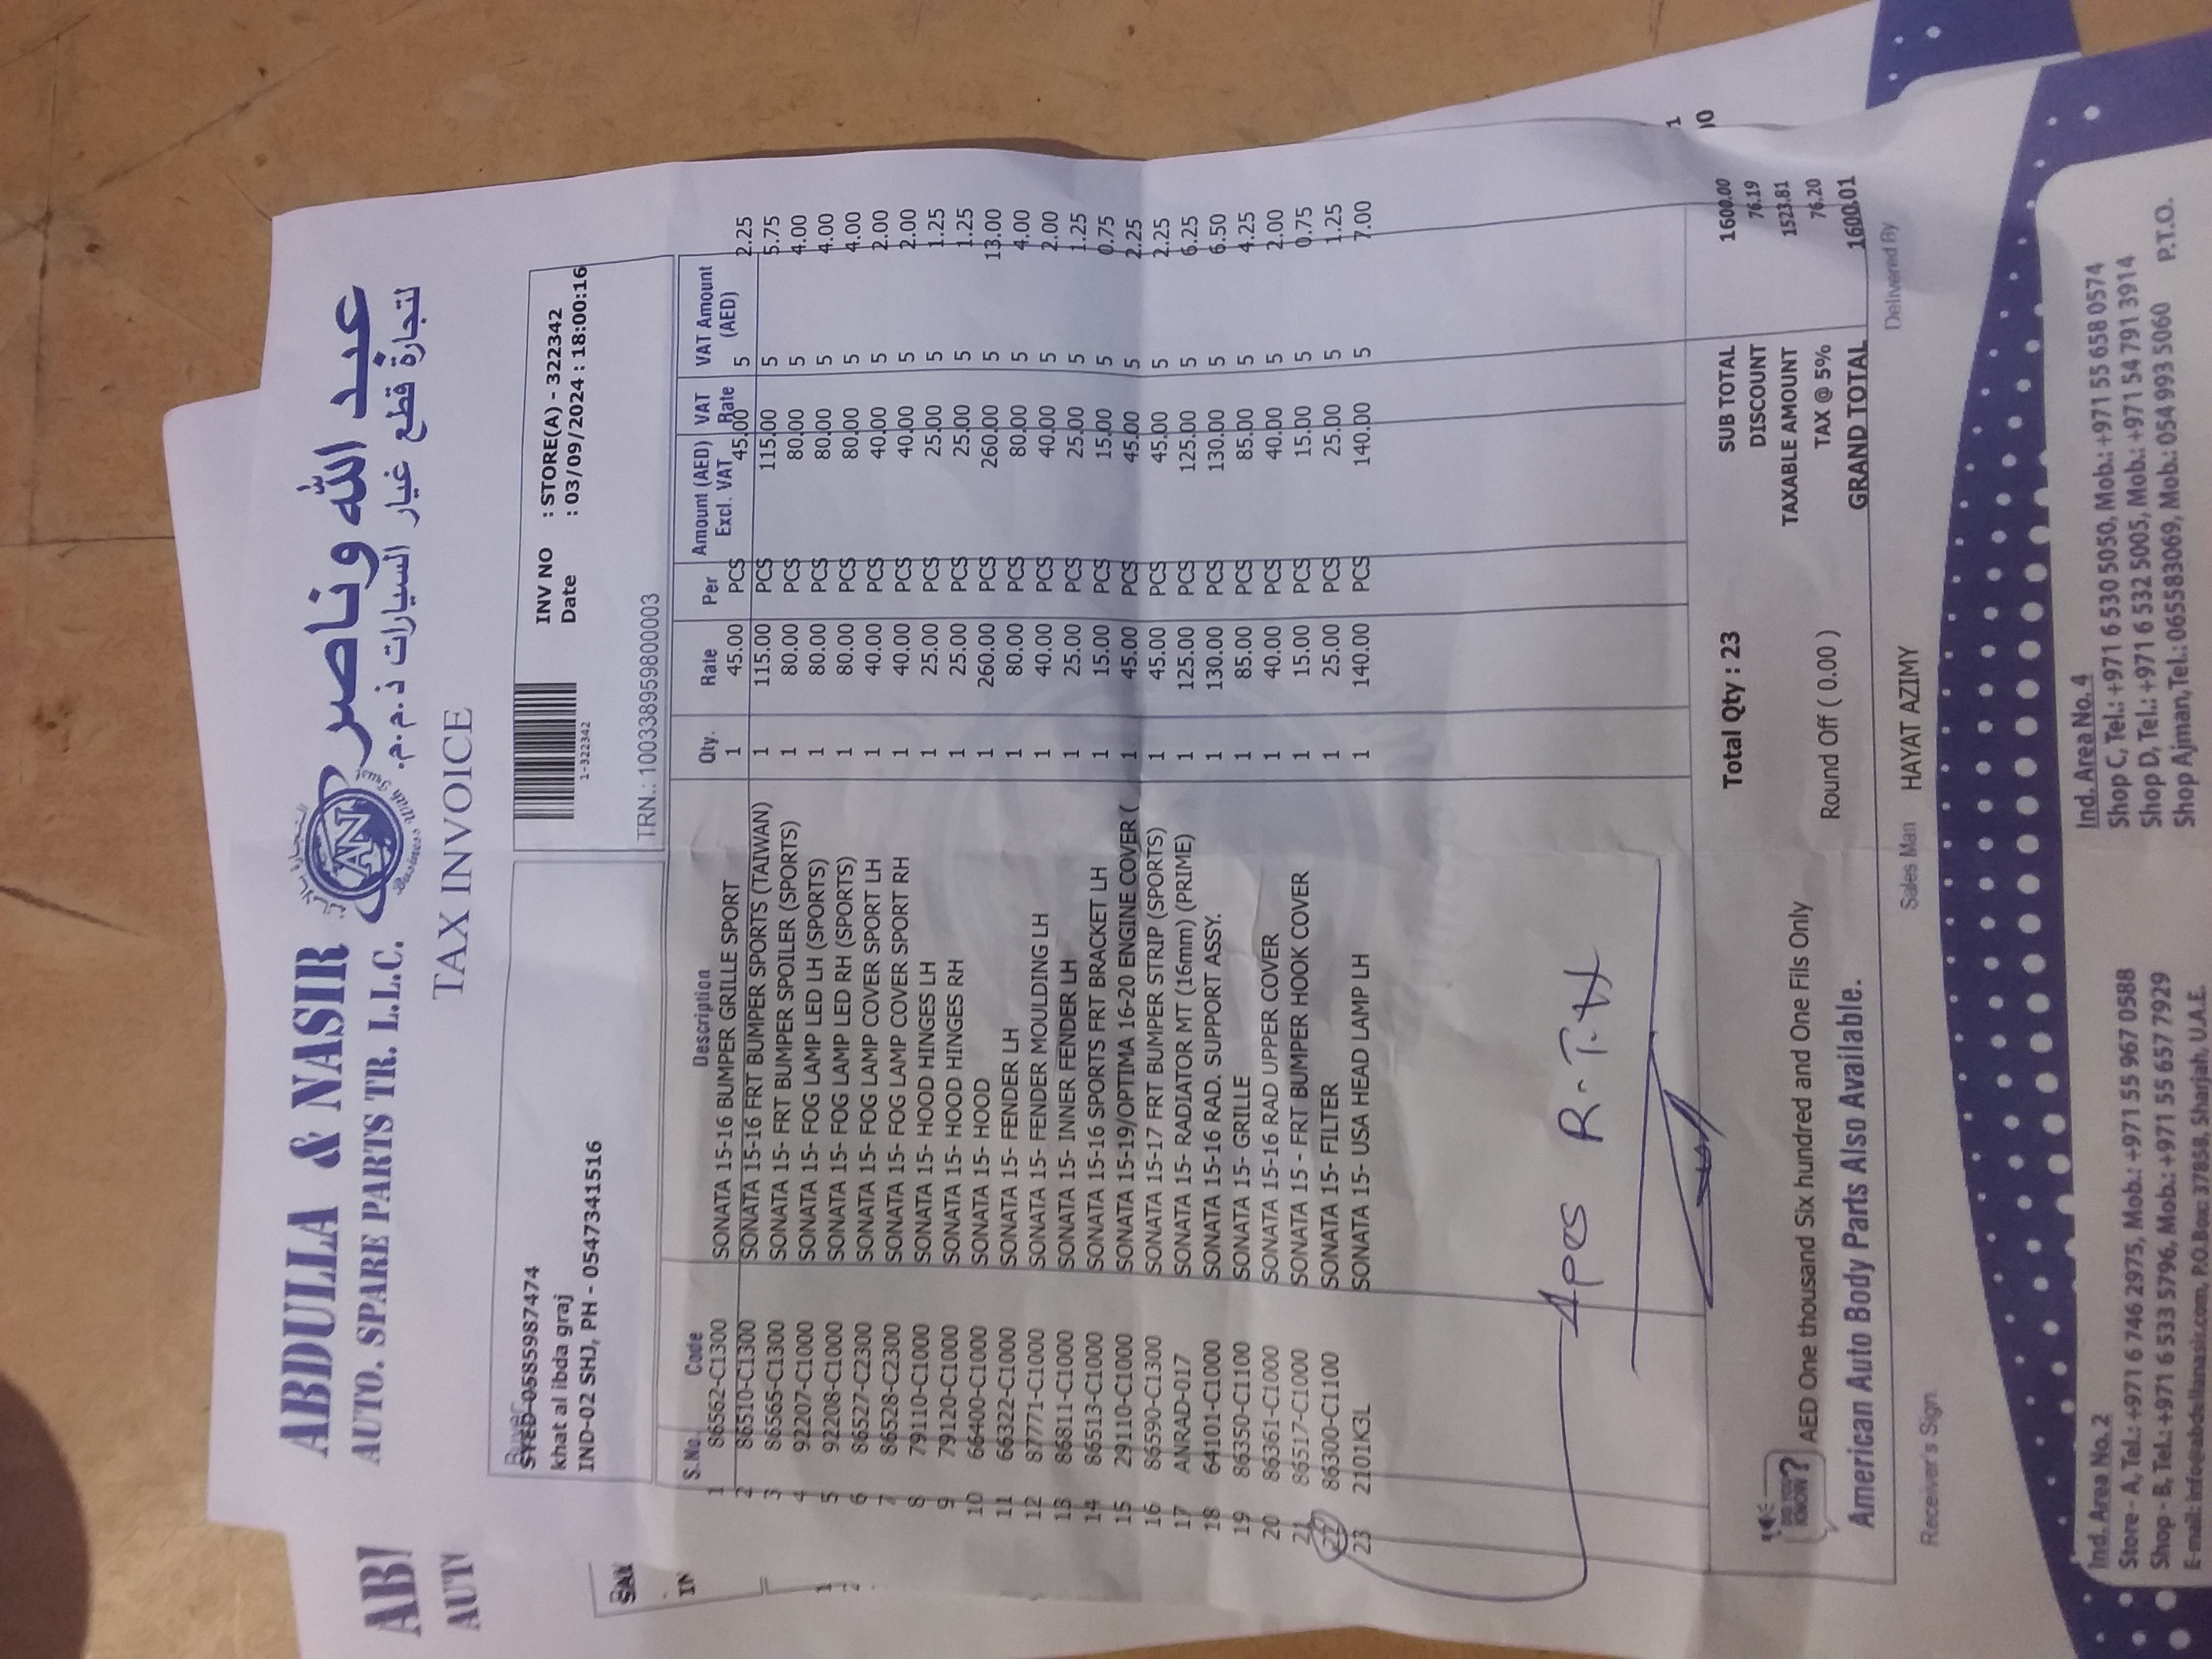 ABDULLA & NASIR
عبد الله وناصر
AUTO. SPARE PARTS TR. L.L.C.
لتجارة قطع غيار السيارات ذ.م.م.
AN
Business With Trust
TAX INVOICE
Buyer
SYED-0585987474
khat al ibda graj
IND-02 SHJ, PH - 0547341516
1-322342
INV NO : STORE(A) - 322342
Date : 03/09/2024 : 18:00:16
TRN.: 100338959800003
S.No. Code Description Qty. Rate Per Amount (AED) Excl. VAT VAT Rate VAT Amount (AED)
1 86562-C1300 SONATA 15-16 BUMPER GRILLE SPORT 1 45.00 PCS 45.00 5 2.25
2 86510-C1300 SONATA 15-16 FRT BUMPER SPORTS (TAIWAN) 1 115.00 PCS 115.00 5 5.75
3 86565-C1300 SONATA 15- FRT BUMPER SPOILER (SPORTS) 1 80.00 PCS 80.00 5 4.00
4 92207-C1000 SONATA 15- FOG LAMP LED LH (SPORTS) 1 80.00 PCS 80.00 5 4.00
5 92208-C1000 SONATA 15- FOG LAMP LED RH (SPORTS) 1 80.00 PCS 80.00 5 4.00
6 86527-C2300 SONATA 15- FOG LAMP COVER SPORT LH 1 40.00 PCS 40.00 5 2.00
7 86528-C2300 SONATA 15- FOG LAMP COVER SPORT RH 1 40.00 PCS 40.00 5 2.00
8 79110-C1000 SONATA 15- HOOD HINGES LH 1 25.00 PCS 25.00 5 1.25
9 79120-C1000 SONATA 15- HOOD HINGES RH 1 25.00 PCS 25.00 5 1.25
10 66400-C1000 SONATA 15- HOOD 1 260.00 PCS 260.00 5 13.00
11 66322-C1000 SONATA 15- FENDER LH 1 80.00 PCS 80.00 5 4.00
12 87771-C1000 SONATA 15- FENDER MOULDING LH 1 40.00 PCS 40.00 5 2.00
13 86811-C1000 SONATA 15- INNER FENDER LH 1 25.00 PCS 25.00 5 1.25
14 86513-C1000 SONATA 15-16 SPORTS FRT BRACKET LH 1 15.00 PCS 15.00 5 0.75
15 29110-C1000 SONATA 15-19/OPTIMA 16-20 ENGINE COVER ( 1 45.00 PCS 45.00 5 2.25
16 86590-C1300 SONATA 15-17 FRT BUMPER STRIP (SPORTS) 1 45.00 PCS 45.00 5 2.25
17 ANRAD-017 SONATA 15- RADIATOR MT (16mm) (PRIME) 1 125.00 PCS 125.00 5 6.25
18 64101-C1000 SONATA 15-16 RAD. SUPPORT ASSY. 1 130.00 PCS 130.00 5 6.50
19 86350-C1100 SONATA 15- GRILLE 1 85.00 PCS 85.00 5 4.25
20 86361-C1000 SONATA 15-16 RAD UPPER COVER 1 40.00 PCS 40.00 5 2.00
21 86517-C1000 SONATA 15 - FRT BUMPER HOOK COVER 1 15.00 PCS 15.00 5 0.75
22 86300-C1100 SONATA 15- FILTER 1 25.00 PCS 25.00 5 1.25
23 2101K3L SONATA 15- USA HEAD LAMP LH 1 140.00 PCS 140.00 5 7.00
1pcs
Total Qty : 23
SUB TOTAL 1600.00
DISCOUNT 76.19
TAXABLE AMOUNT 1523.81
TAX @ 5% 76.20
GRAND TOTAL 1600.01
DO YOU KNOW?
AED One thousand Six hundred and One Fils Only
Round Off ( 0.00 )
American Auto Body Parts Also Available.
Receiver's Sign.
Sales Man HAYAT AZIMY
Delivered By
Ind. Area No. 2
Store - A, Tel.: +971 6 746 2975, Mob.: +971 55 967 0588
Shop - B, Tel.: +971 6 533 5796, Mob.: +971 55 657 7929
E-mail: info@abdullanasir.com, P.O.Box: 37858, Sharjah, U.A.E.
Ind. Area No. 4
Shop C, Tel.: +971 6 530 5050, Mob.: +971 55 658 0574
Shop D, Tel.: +971 6 532 5005, Mob.: +971 54 791 3914
Shop Ajman, Tel.: 065583069, Mob.: 054 993 5060 P.T.O.